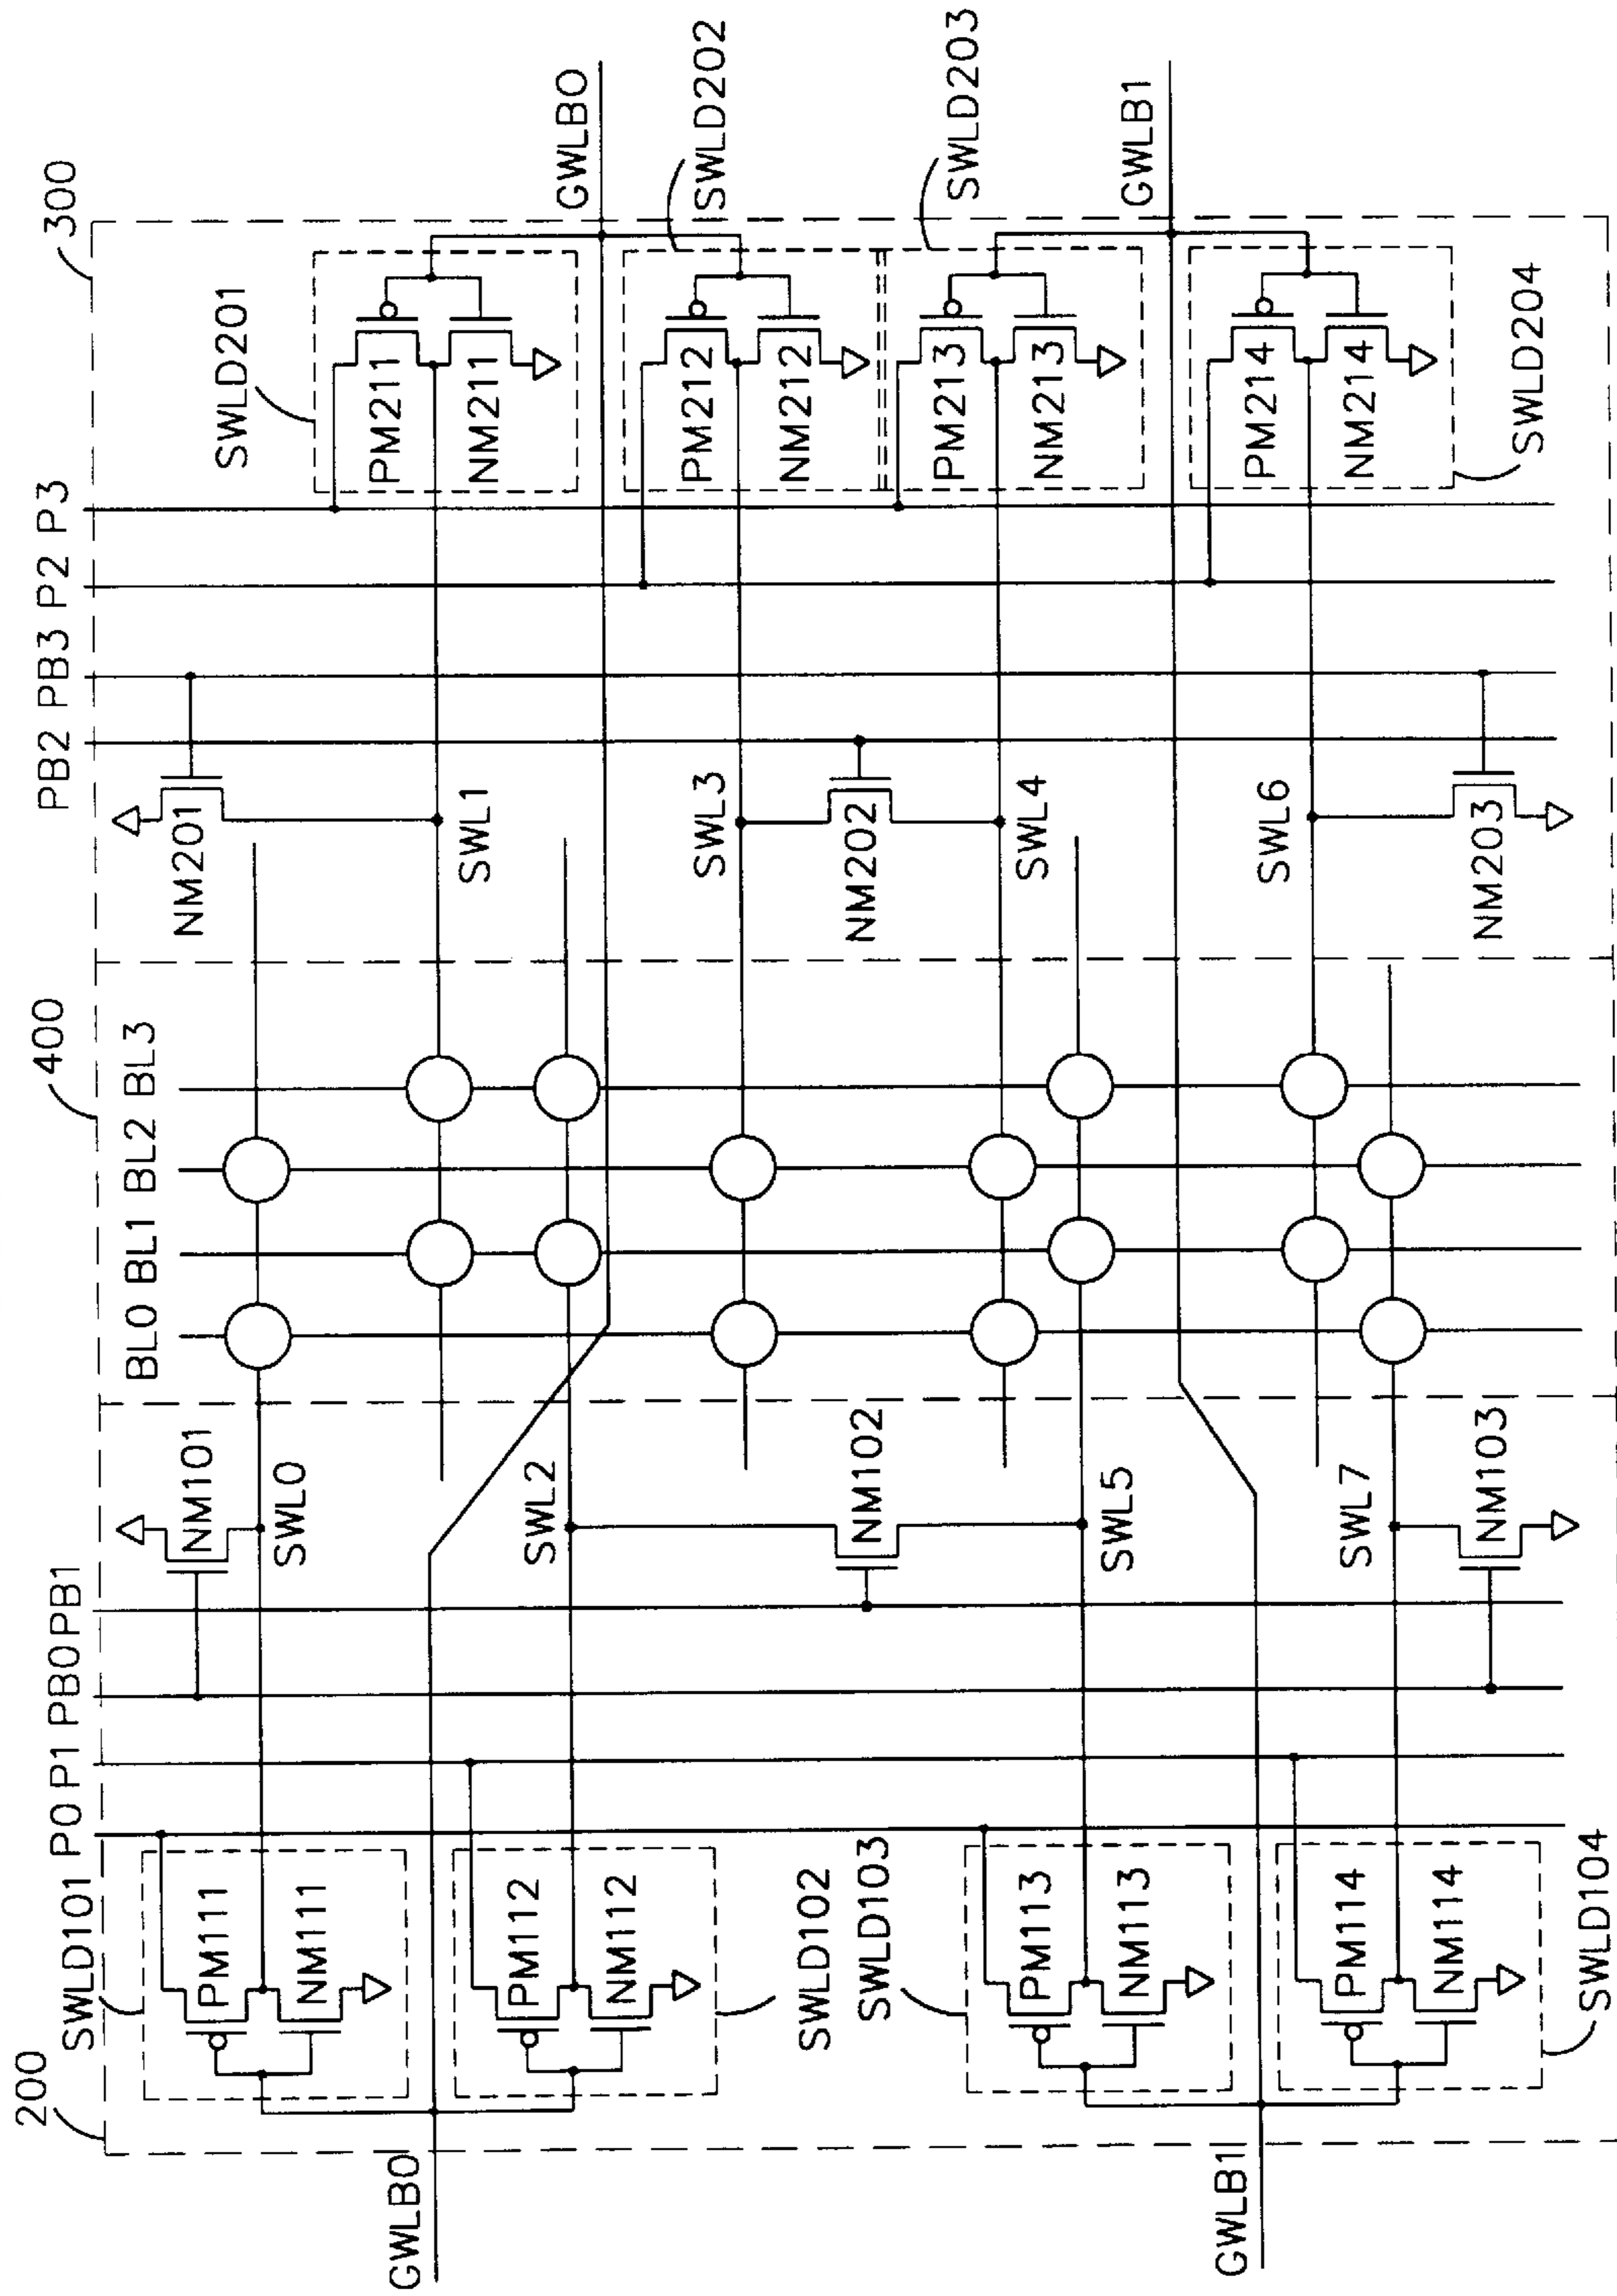 200
SWLD101
P0
P1
PB0
PB1
400
BL0
BL1
BL2
BL3
PB2
PB3
P2
P3
300
PM111
NM111
NM101
SWL0
NM201
SWL1
SWLD201
PM211
NM211
GWLB0
GWLB0
PM112
NM112
SWLD102
SWL2
SWL3
PM212
NM212
SWLD202
NM102
NM202
SWLD103
PM113
NM113
SWL5
SWL4
PM213
NM213
SWLD203
GWLB1
GWLB1
PM114
NM114
SWLD104
SWL7
NM103
SWL6
NM203
PM214
NM214
SWLD204